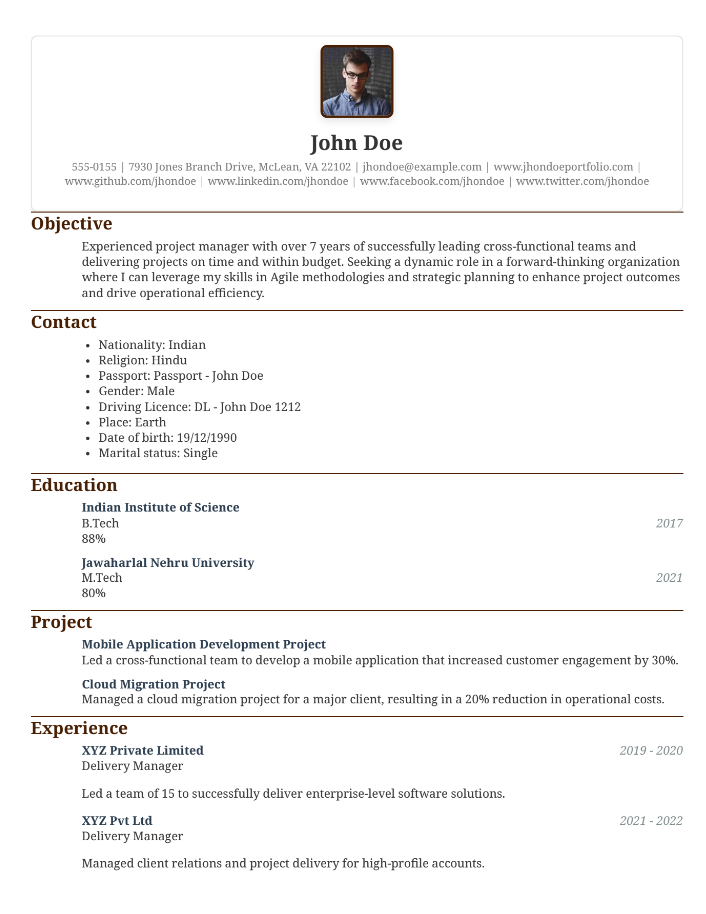 John Doe
555-0155 | 7930 Jones Branch Drive, McLean, VA 22102 | jhondoe@example.com | www.jhondoeportfolio.com |
www.github.com/jhondoe | www.linkedin.com/jhondoe | www.facebook.com/jhondoe | www.twitter.com/jhondoe
Objective
Experienced project manager with over 7 years of successfully leading cross-functional teams and
delivering projects on time and within budget. Seeking a dynamic role in a forward-thinking organization
where I can leverage my skills in Agile methodologies and strategic planning to enhance project outcomes
and drive operational efficiency.
Contact
• Nationality: Indian
• Religion: Hindu
• Passport: Passport - John Doe
• Gender: Male
• Driving Licence: DL - John Doe 1212
• Place: Earth
• Date of birth: 19/12/1990
• Marital status: Single
Education
Indian Institute of Science
B.Tech 2017
88%
Jawaharlal Nehru University
M.Tech 2021
80%
Project
Mobile Application Development Project
Led a cross-functional team to develop a mobile application that increased customer engagement by 30%.
Cloud Migration Project
Managed a cloud migration project for a major client, resulting in a 20% reduction in operational costs.
Experience
XYZ Private Limited 2019 - 2020
Delivery Manager
Led a team of 15 to successfully deliver enterprise-level software solutions.
XYZ Pvt Ltd 2021 - 2022
Delivery Manager
Managed client relations and project delivery for high-profile accounts.